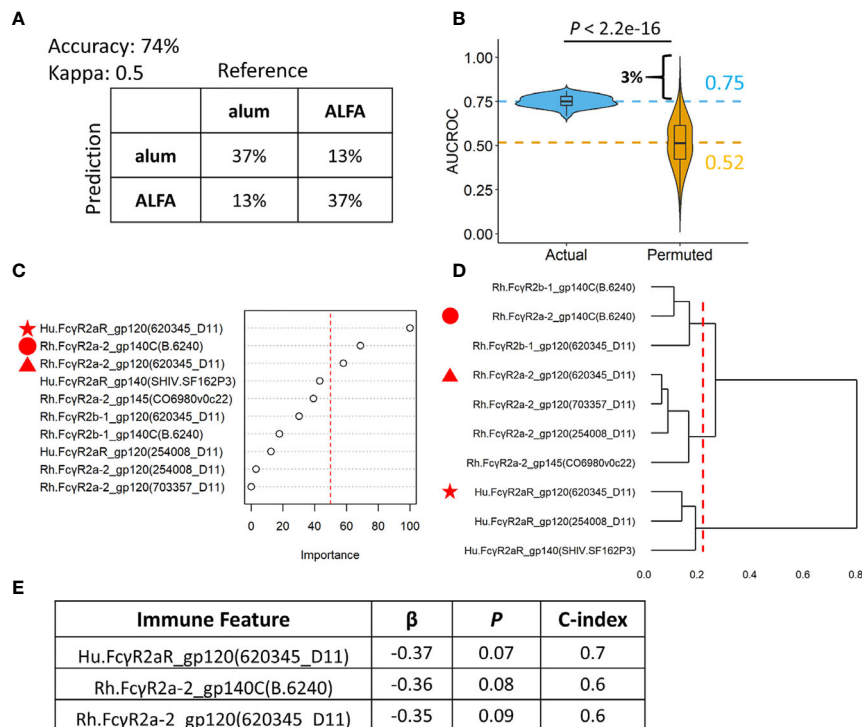 A
Accuracy: 74%
Kappa: 0.5
Reference
Prediction
alum ALFA
alum 37% 13%
ALFA 13% 37%
B
P < 2.2e-16
AUCROC
1.00
0.75
0.50
0.25
0.00
3%
0.75
0.52
Actual Permuted
C
Hu.FcγR2aR_gp120(620345_D11)
Rh.FcγR2a-2_gp140C(B.6240)
Rh.FcγR2a-2_gp120(620345_D11)
Hu.FcγR2aR_gp140(SHIV.SF162P3)
Rh.FcγR2a-2_gp145(CO6980v0c22)
Rh.FcγR2b-1_gp120(620345_D11)
Rh.FcγR2b-1_gp140C(B.6240)
Hu.FcγR2aR_gp120(254008_D11)
Rh.FcγR2a-2_gp120(254008_D11)
Rh.FcγR2a-2_gp120(703357_D11)
0 20 40 60 80 100
Importance
D
Rh.FcγR2b-1_gp140C(B.6240)
Rh.FcγR2a-2_gp140C(B.6240)
Rh.FcγR2b-1_gp120(620345_D11)
Rh.FcγR2a-2_gp120(620345_D11)
Rh.FcγR2a-2_gp120(703357_D11)
Rh.FcγR2a-2_gp120(254008_D11)
Rh.FcγR2a-2_gp145(CO6980v0c22)
Hu.FcγR2aR_gp120(620345_D11)
Hu.FcγR2aR_gp120(254008_D11)
Hu.FcγR2aR_gp140(SHIV.SF162P3)
0.0 0.2 0.4 0.6 0.8
E
Immune Feature β P C-index
Hu.FcγR2aR_gp120(620345_D11) -0.37 0.07 0.7
Rh.FcγR2a-2_gp140C(B.6240) -0.36 0.08 0.6
Rh.FcγR2a-2_gp120(620345_D11) -0.35 0.09 0.6